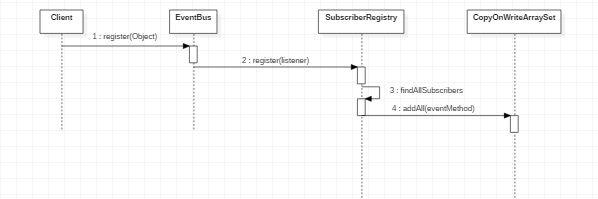 Client
EventBus
SubscriberRegistry
CopyOnWriteArraySet
1 : register(Object)
2 : register(listener)
3 : findAllSubscribers
4 : addAll(eventMethod)